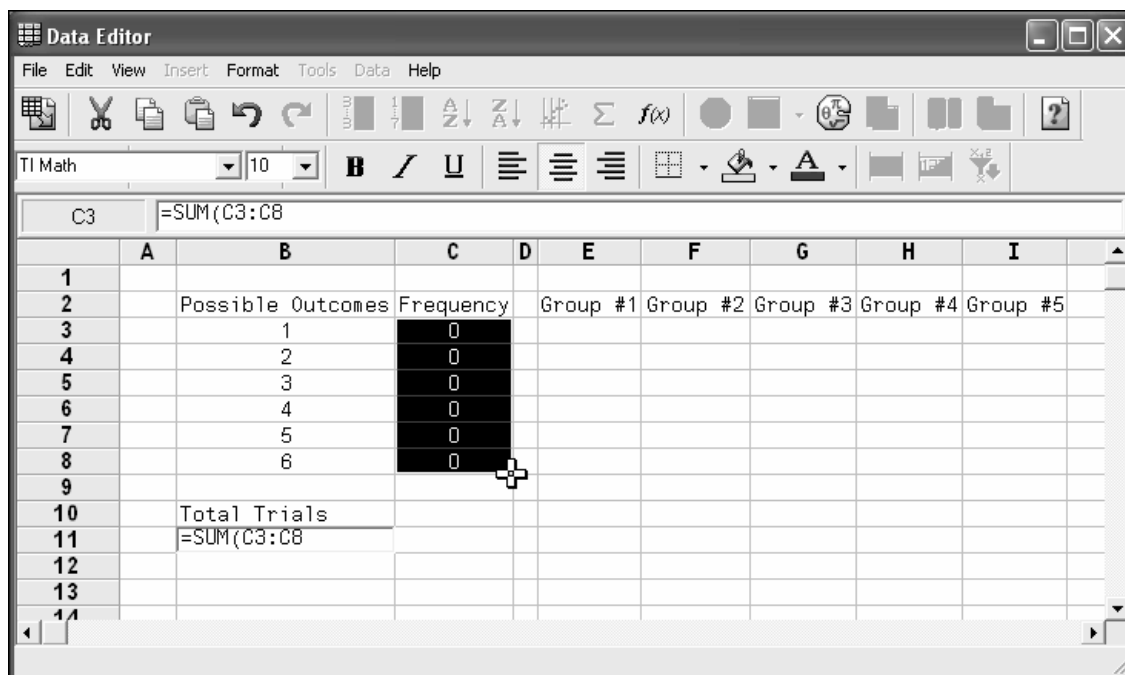 Data Editor
File Edit View Insert Format Tools Data Help
TI Math 10 B I U A
C3 =SUM(C3:C8
A B C D E F G H I
1
2 Possible Outcomes Frequency Group #1 Group #2 Group #3 Group #4 Group #5
3 1 0
4 2 0
5 3 0
6 4 0
7 5 0
8 6 0
9
10 Total Trials
11 =SUM(C3:C8
12
13
14